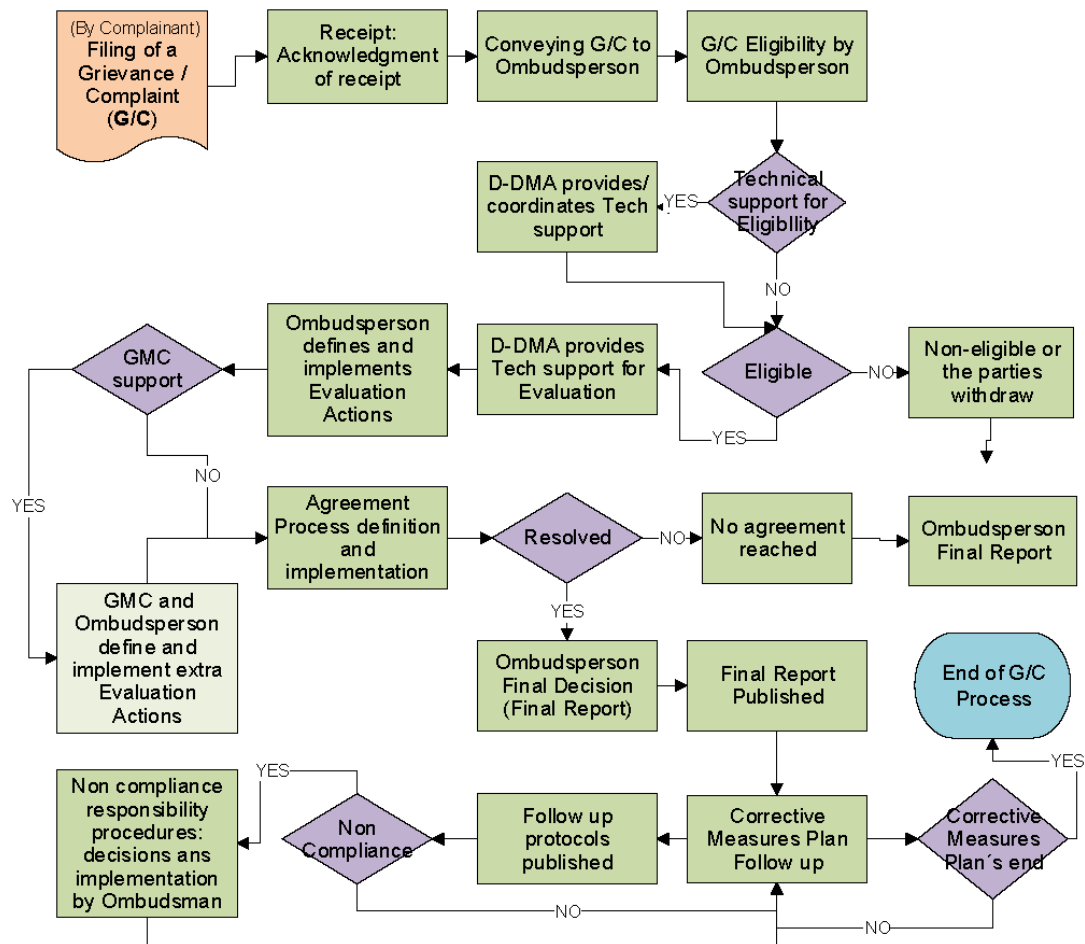 (By Complainant)
Filing of a
Grievance /
Complaint
(G/C)
Receipt:
Acknowledgment
of receipt
Conveying G/C to
Ombudsperson
G/C Eligibility by
Ombudsperson
D-DMA provides/
coordinates Tech
support
YES
Technical
support for
Eligibility
NO
GMC
support
Ombudsperson
defines and
implements
Evaluation
Actions
D-DMA provides
Tech support for
Evaluation
Eligible
NO
Non-eligible or
the parties
withdraw
YES
NO
YES
Agreement
Process definition
and
implementation
Resolved
NO
No agreement
reached
Ombudsperson
Final Report
YES
GMC and
Ombudsperson
define and
implement extra
Evaluation
Actions
Ombudsperson
Final Decision
(Final Report)
Final Report
Published
End of G/C
Process
YES
YES
Non compliance
responsibility
procedures:
decisions ans
implementation
by Ombudsman
Non
Compliance
Follow up
protocols
published
Corrective
Measures Plan
Follow up
Corrective
Measures
Plan´s end
NO
NO